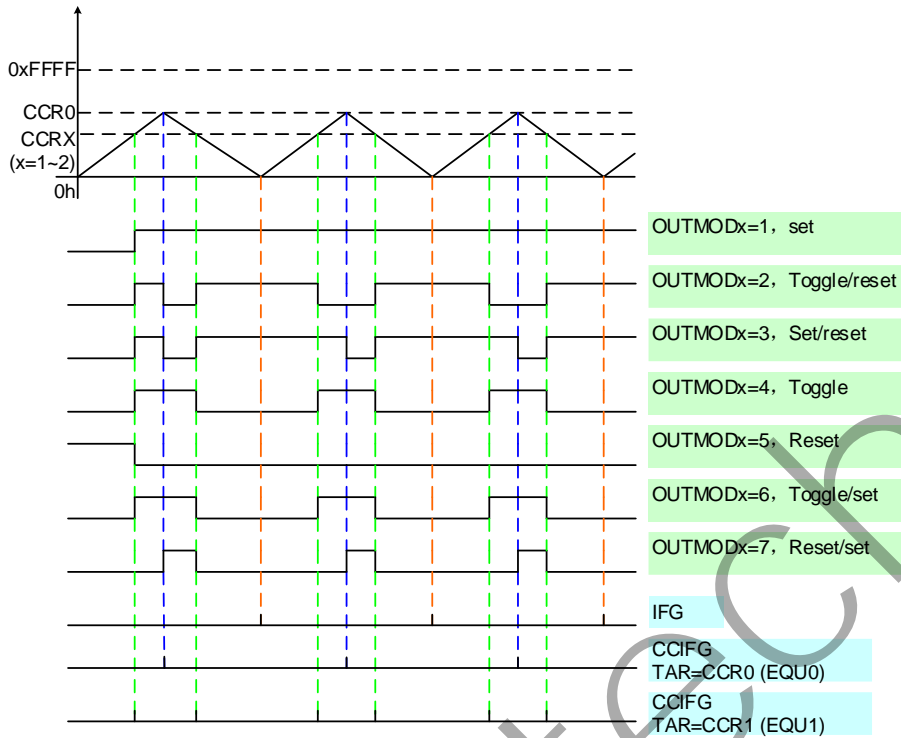 0xFFFF
CCR0
CCRX
(x=1~2)
0h
OUTMODx=1，set
OUTMODx=2，Toggle/reset
OUTMODx=3，Set/reset
OUTMODx=4，Toggle
OUTMODx=5，Reset
OUTMODx=6，Toggle/set
OUTMODx=7，Reset/set
IFG
CCIFG
TAR=CCR0 (EQU0)
CCIFG
TAR=CCR1 (EQU1)
tech